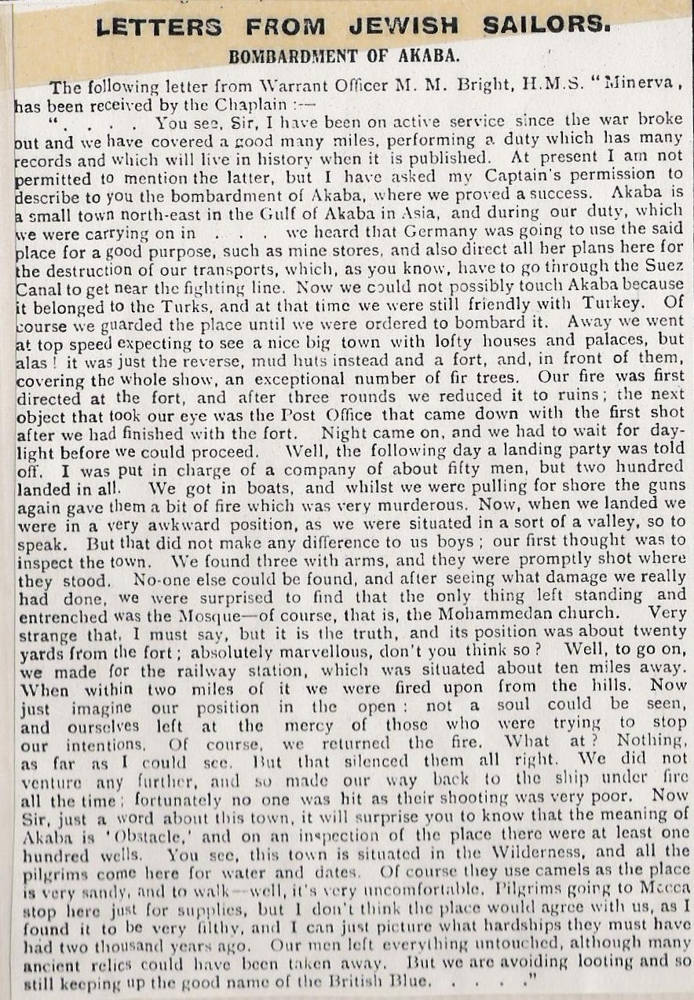 LETTERS FROM JEWISH SAILORS.
BOMBARDMENT OF AKABA.
The following letter from Warrant Officer M. M. Bright, H.M.S. “Minerva,
has been received by the Chaplain :—
“. . . . You see, Sir, I have been on active service since the war broke
out and we have covered a good many miles, performing a duty which has many
records and which will live in history when it is published. At present I am not
permitted to mention the latter, but I have asked my Captain's permission to
describe to you the bombardment of Akaba, where we proved a success. Akaba is
a small town north-east in the Gulf of Akaba in Asia, and during our duty, which
we were carrying on in . . . we heard that Germany was going to use the said
place for a good purpose, such as mine stores, and also direct all her plans here for
the destruction of our transports, which, as you know, have to go through the Suez
Canal to get near the fighting line. Now we could not possibly touch Akaba because
it belonged to the Turks, and at that time we were still friendly with Turkey. Of
course we guarded the place until we were ordered to bombard it. Away we went
at top speed expecting to see a nice big town with lofty houses and palaces, but
alas ! it was just the reverse, mud huts instead and a fort, and, in front of them,
covering the whole show, an exceptional number of fir trees. Our fire was first
directed at the fort, and after three rounds we reduced it to ruins ; the next
object that took our eye was the Post Office that came down with the first shot
after we had finished with the fort. Night came on, and we had to wait for day-
light before we could proceed. Well, the following day a landing party was told
off. I was put in charge of a company of about fifty men, but two hundred
landed in all. We got in boats, and whilst we were pulling for shore the guns
again gave them a bit of fire which was very murderous. Now, when we landed we
were in a very awkward position, as we were situated in a sort of a valley, so to
speak. But that did not make any difference to us boys ; our first thought was to
inspect the town. We found three with arms, and they were promptly shot where
they stood. No-one else could be found, and after seeing what damage we really
had done, we were surprised to find that the only thing left standing and
entrenched was the Mosque—of course, that is, the Mohammedan church. Very
strange that, I must say, but it is the truth, and its position was about twenty
yards from the fort ; absolutely marvellous, don't you think so ? Well, to go on,
we made for the railway station, which was situated about ten miles away.
When within two miles of it we were fired upon from the hills. Now
just imagine our position in the open : not a soul could be seen,
and ourselves left at the mercy of those who were trying to stop
our intentions. Of course, we returned the fire. What at ? Nothing,
as far as I could see. But that silenced them all right. We did not
venture any further, and so made our way back to the ship under fire
all the time ; fortunately no one was hit as their shooting was very poor. Now
Sir, just a word about this town, it will surprise you to know that the meaning of
Akaba is ‘Obstacle,’ and on an inspection of the place there were at least one
hundred wells. You see, this town is situated in the Wilderness, and all the
pilgrims come here for water and dates. Of course they use camels as the place
is very sandy, and to walk—well, it's very uncomfortable. Pilgrims going to Mecca
stop here just for supplies, but I don't think the place would agree with us, as I
found it to be very filthy, and I can just picture what hardships they must have
had two thousand years ago. Our men left everything untouched, although many
ancient relics could have been taken away. But we are avoiding looting and so
still keeping up the good name of the British Blue. . . . .”